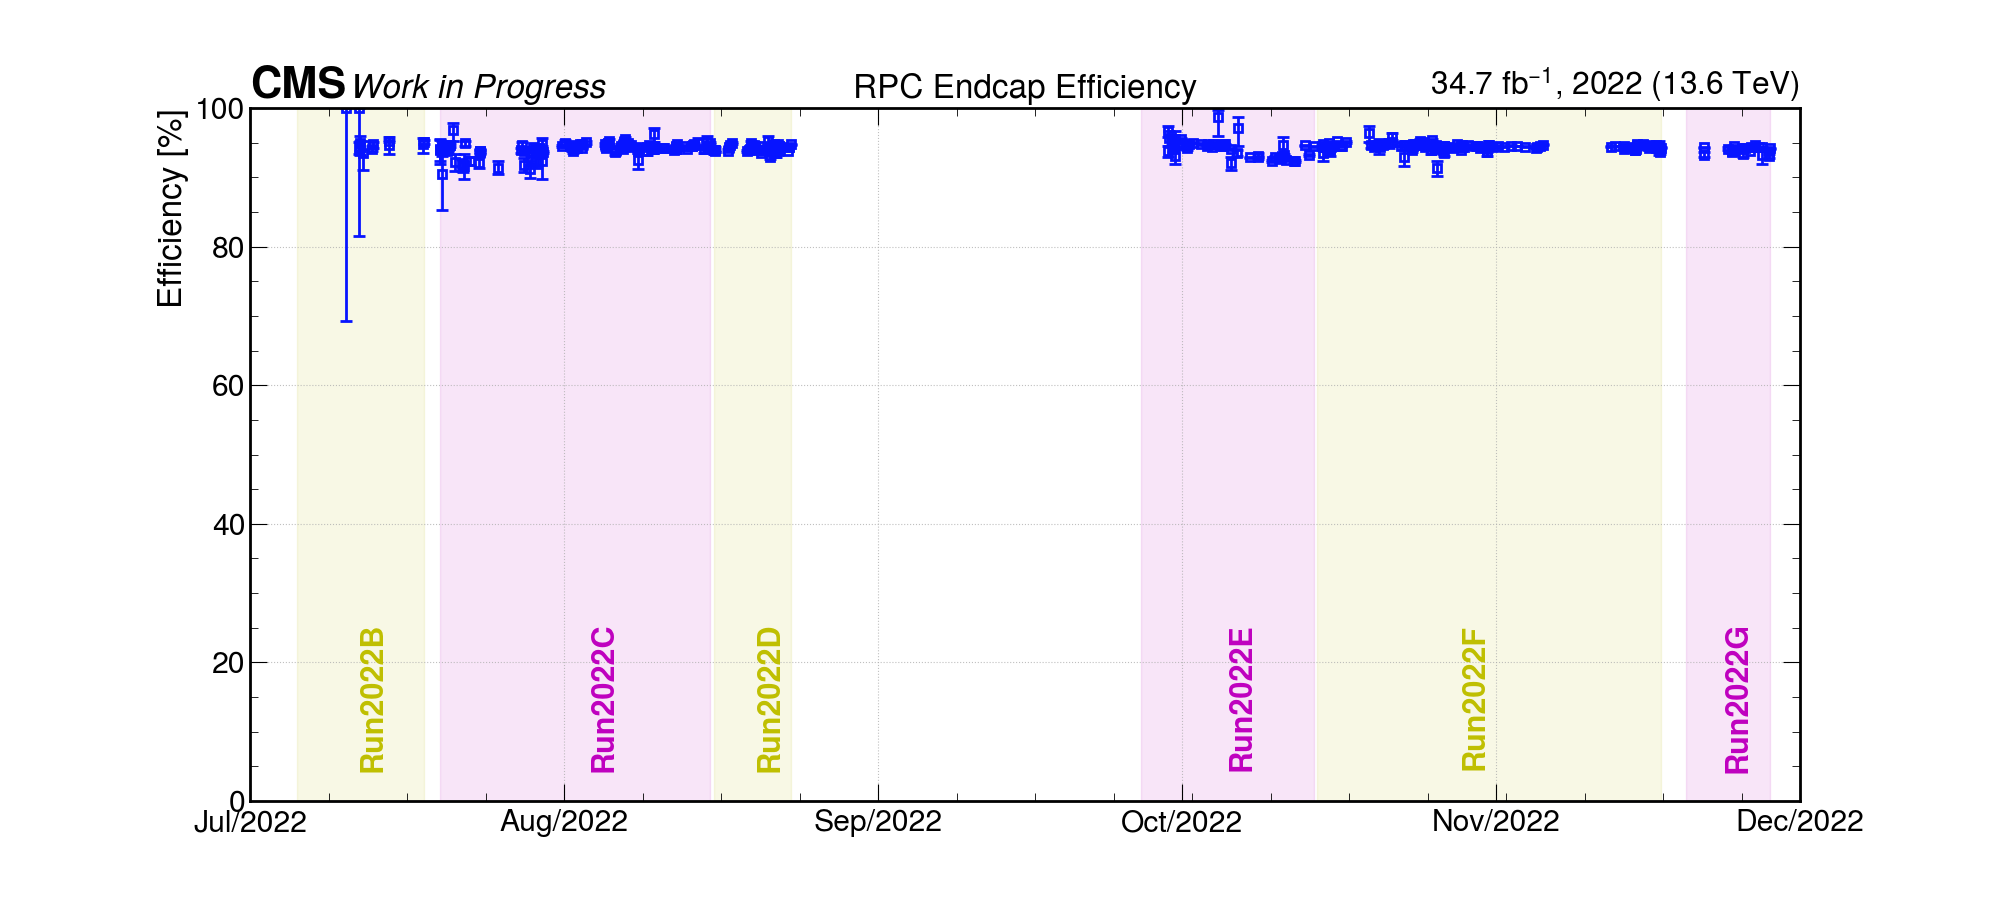 CMS Work in Progress RPC Endcap Efficiency 34.7 fb⁻¹, 2022 (13.6 TeV)
Efficiency [%]
100
80
60
40
20
0
Run2022B
Run2022C
Run2022D
Run2022E
Run2022F
Run2022G
Jul/2022 Aug/2022 Sep/2022 Oct/2022 Nov/2022 Dec/2022